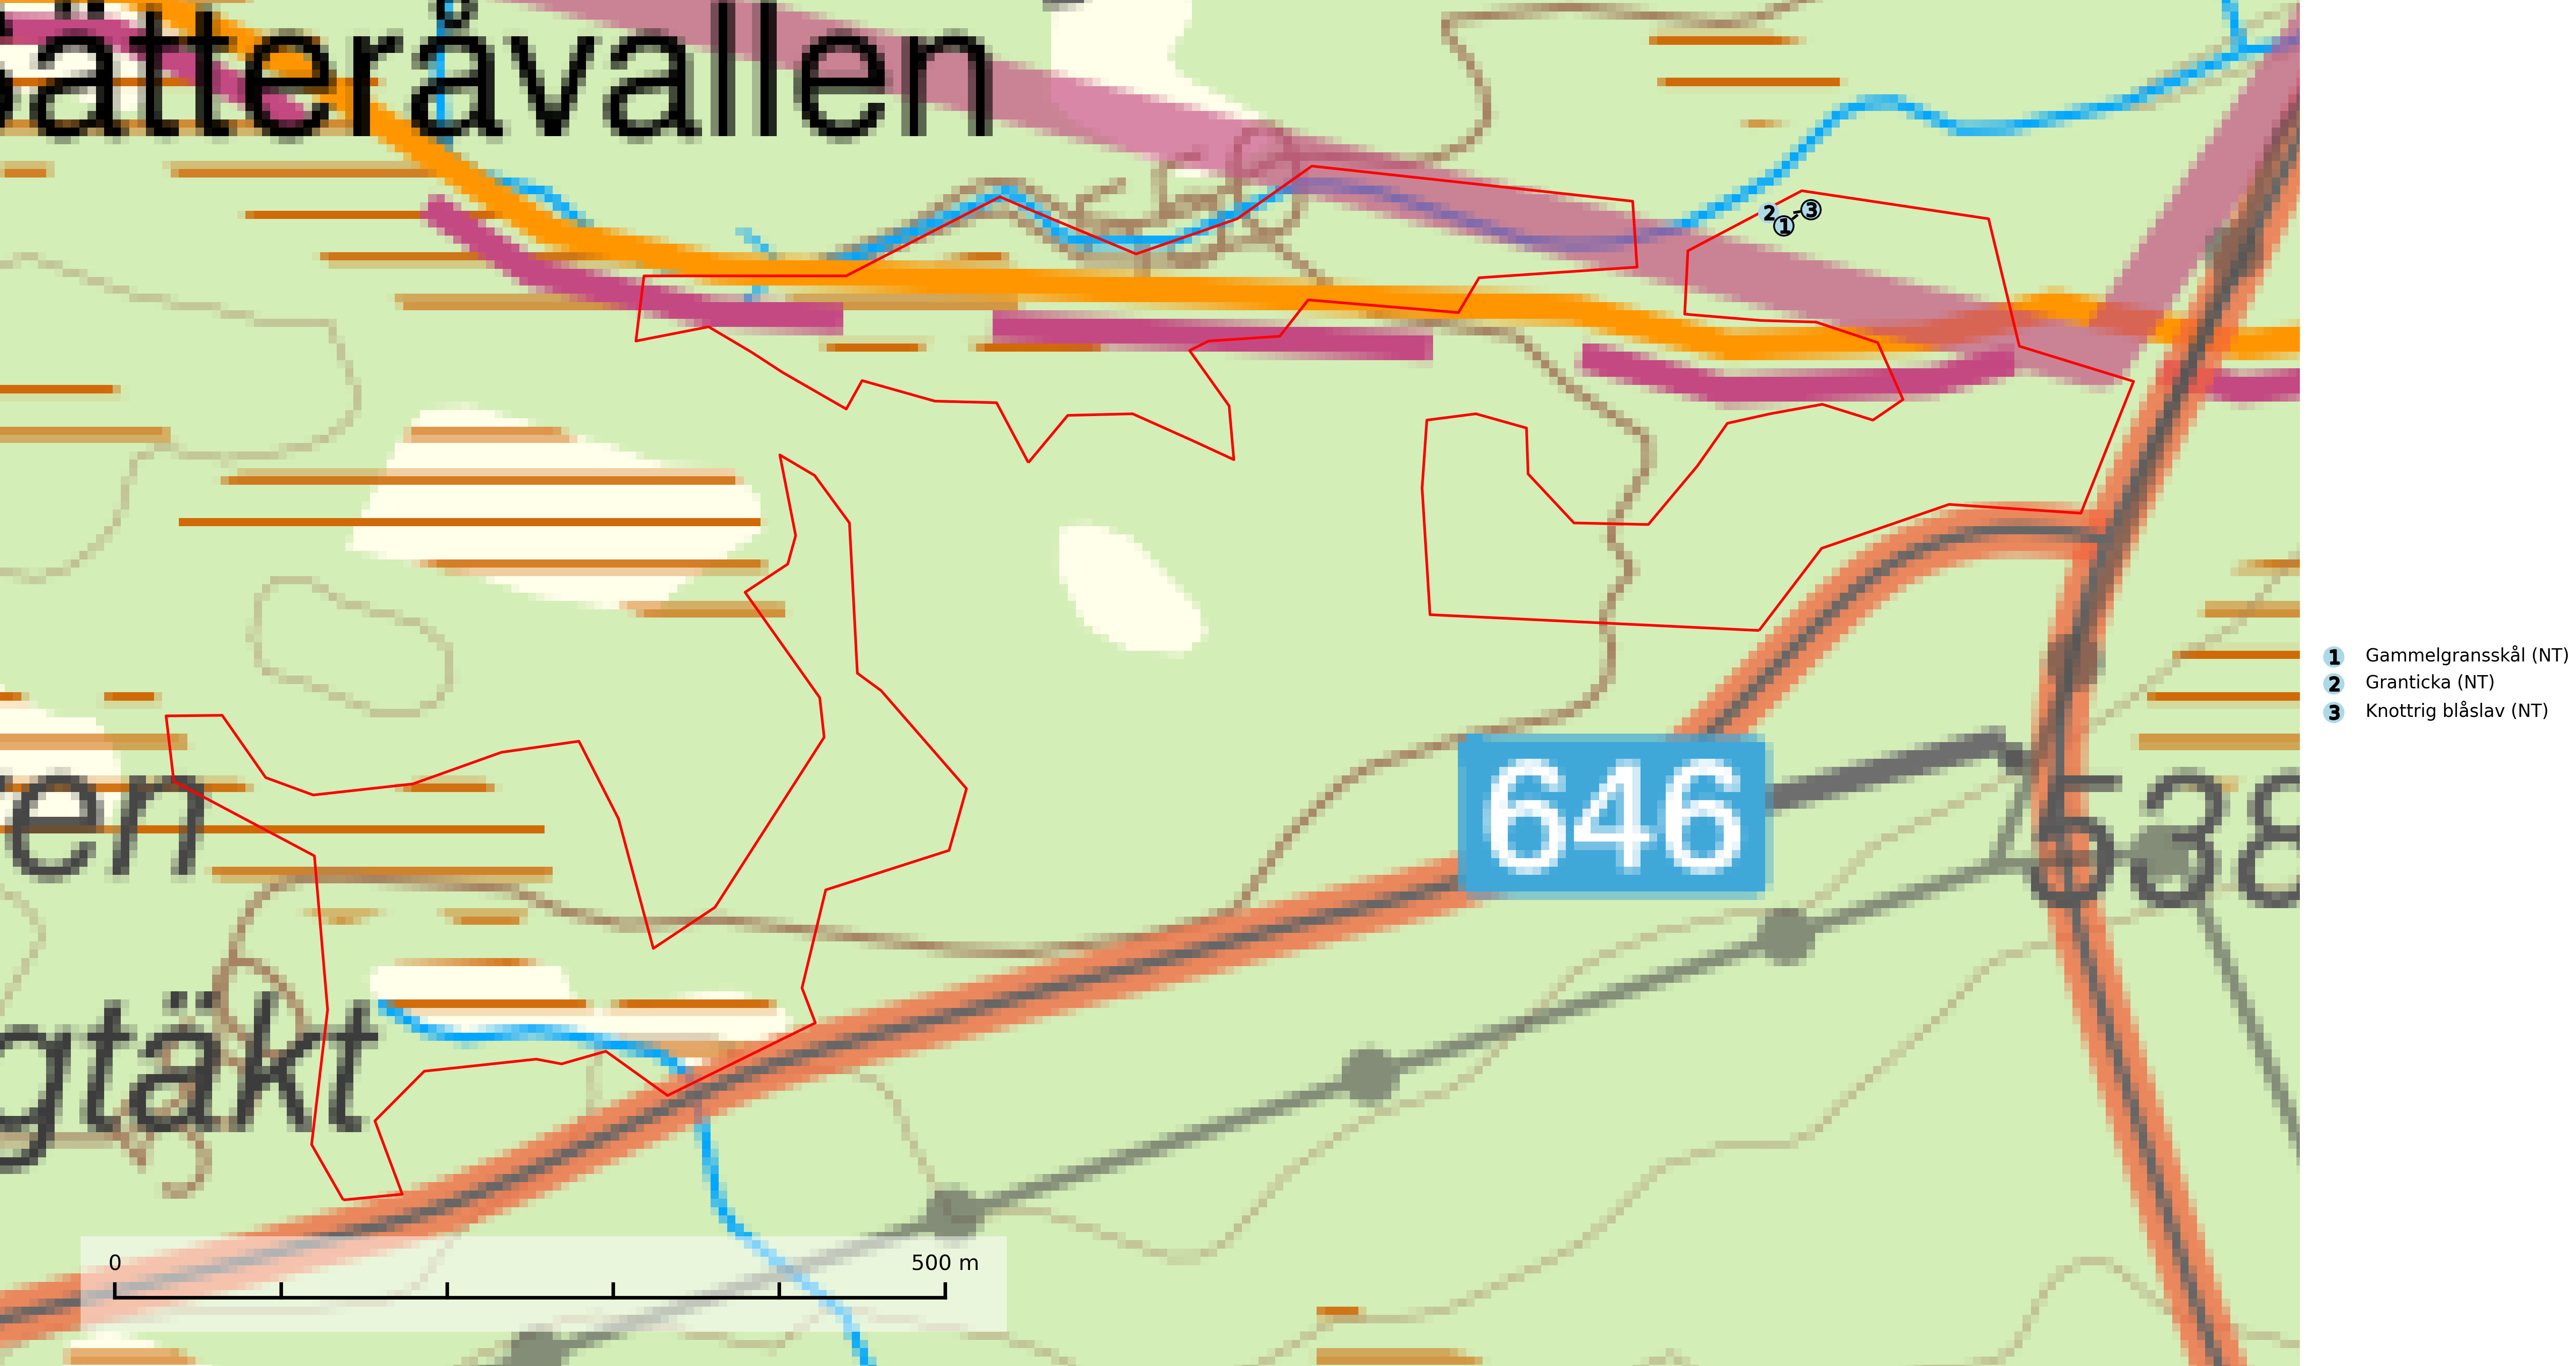 ätteråvallen
1 Gammelgransskål (NT)
2 Granticka (NT)
3 Knottrig blåslav (NT)
2
1
3
646
538
en
gtäkt
0 500 m